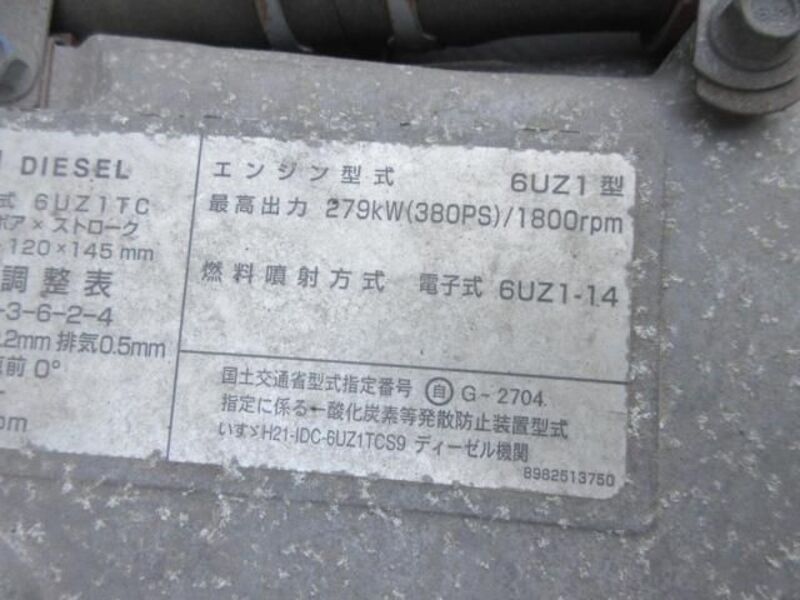 DIESEL
式 6UZ1TC
ボア×ストローク
120×145mm
調整表
-3-6-2-4
.2mm 排気0.5mm
前 0°
pm
エンジン型式 6UZ1型
最高出力 279kW(380PS)/1800rpm
燃料噴射方式 電子式 6UZ1-14
国土交通省型式指定番号 自 G-2704
指定に係る一酸化炭素等発散防止装置型式
いすゞH21-IDC-6UZ1TCS9 ディーゼル機関
8982513750